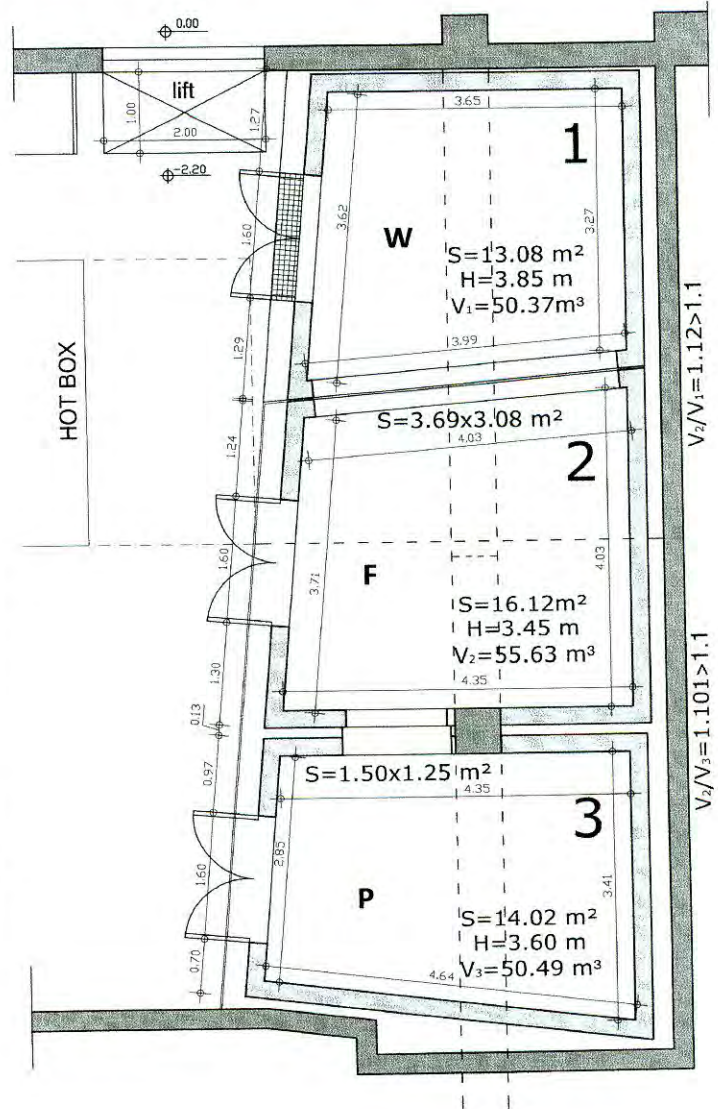 0.00
lift
1.00
2.00
1.27
-2.20
3.65
1
1.60
3.62
W
3.27
S=13.08 m²
H=3.85 m
V₁=50.37m³
3.99
1.29
HOT BOX
V₂/V₁=1.12>1.1
S=3.69x3.08 m²
4.03
2
1.24
1.60
3.71
F
4.03
S=16.12m²
H=3.45 m
V₂=55.63 m³
4.35
1.30
0.13
V₂/V₃=1.101>1.1
S=1.50x1.25 m²
4.35
0.97
3
2.85
1.60
P
3.41
S=14.02 m²
H=3.60 m
V₃=50.49 m³
0.70
4.64